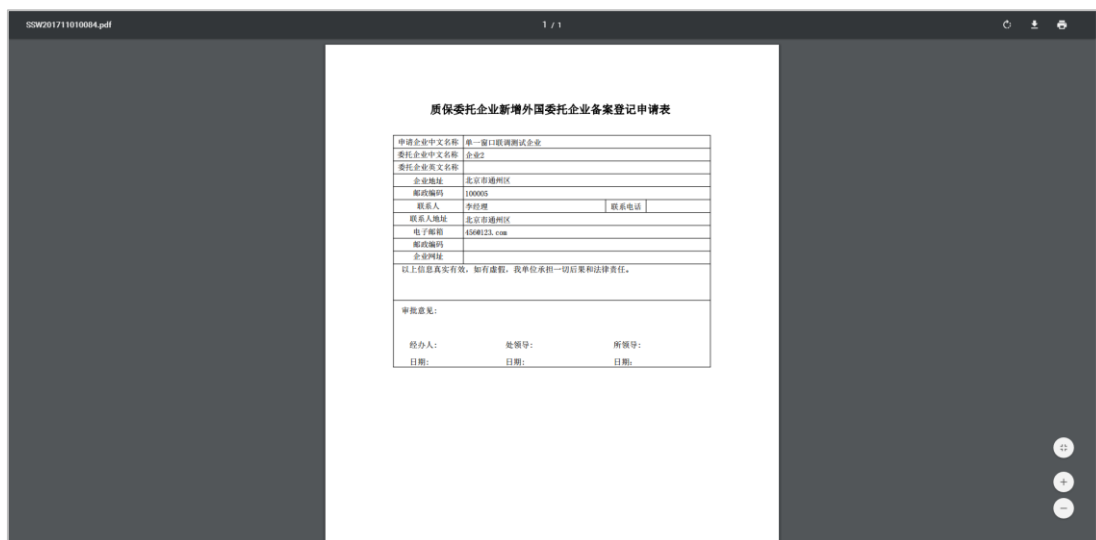 SSW201711010084.pdf
1 / 1
质保委托企业新增外国委托企业备案登记申请表
申请企业中文名称 单一窗口联调测试企业
委托企业中文名称 企业2
委托企业英文名称
企业地址 北京市通州区
邮政编码 100005
联系人 李经理 联系电话
联系人地址 北京市通州区
电子邮箱 456@123.com
邮政编码
企业网址
以上信息真实有效，如有虚假，我单位承担一切后果和法律责任。
审批意见：
经办人： 处领导： 所领导：
日期： 日期： 日期：